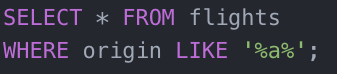 SELECT * FROM flights
WHERE origin LIKE '%a%';